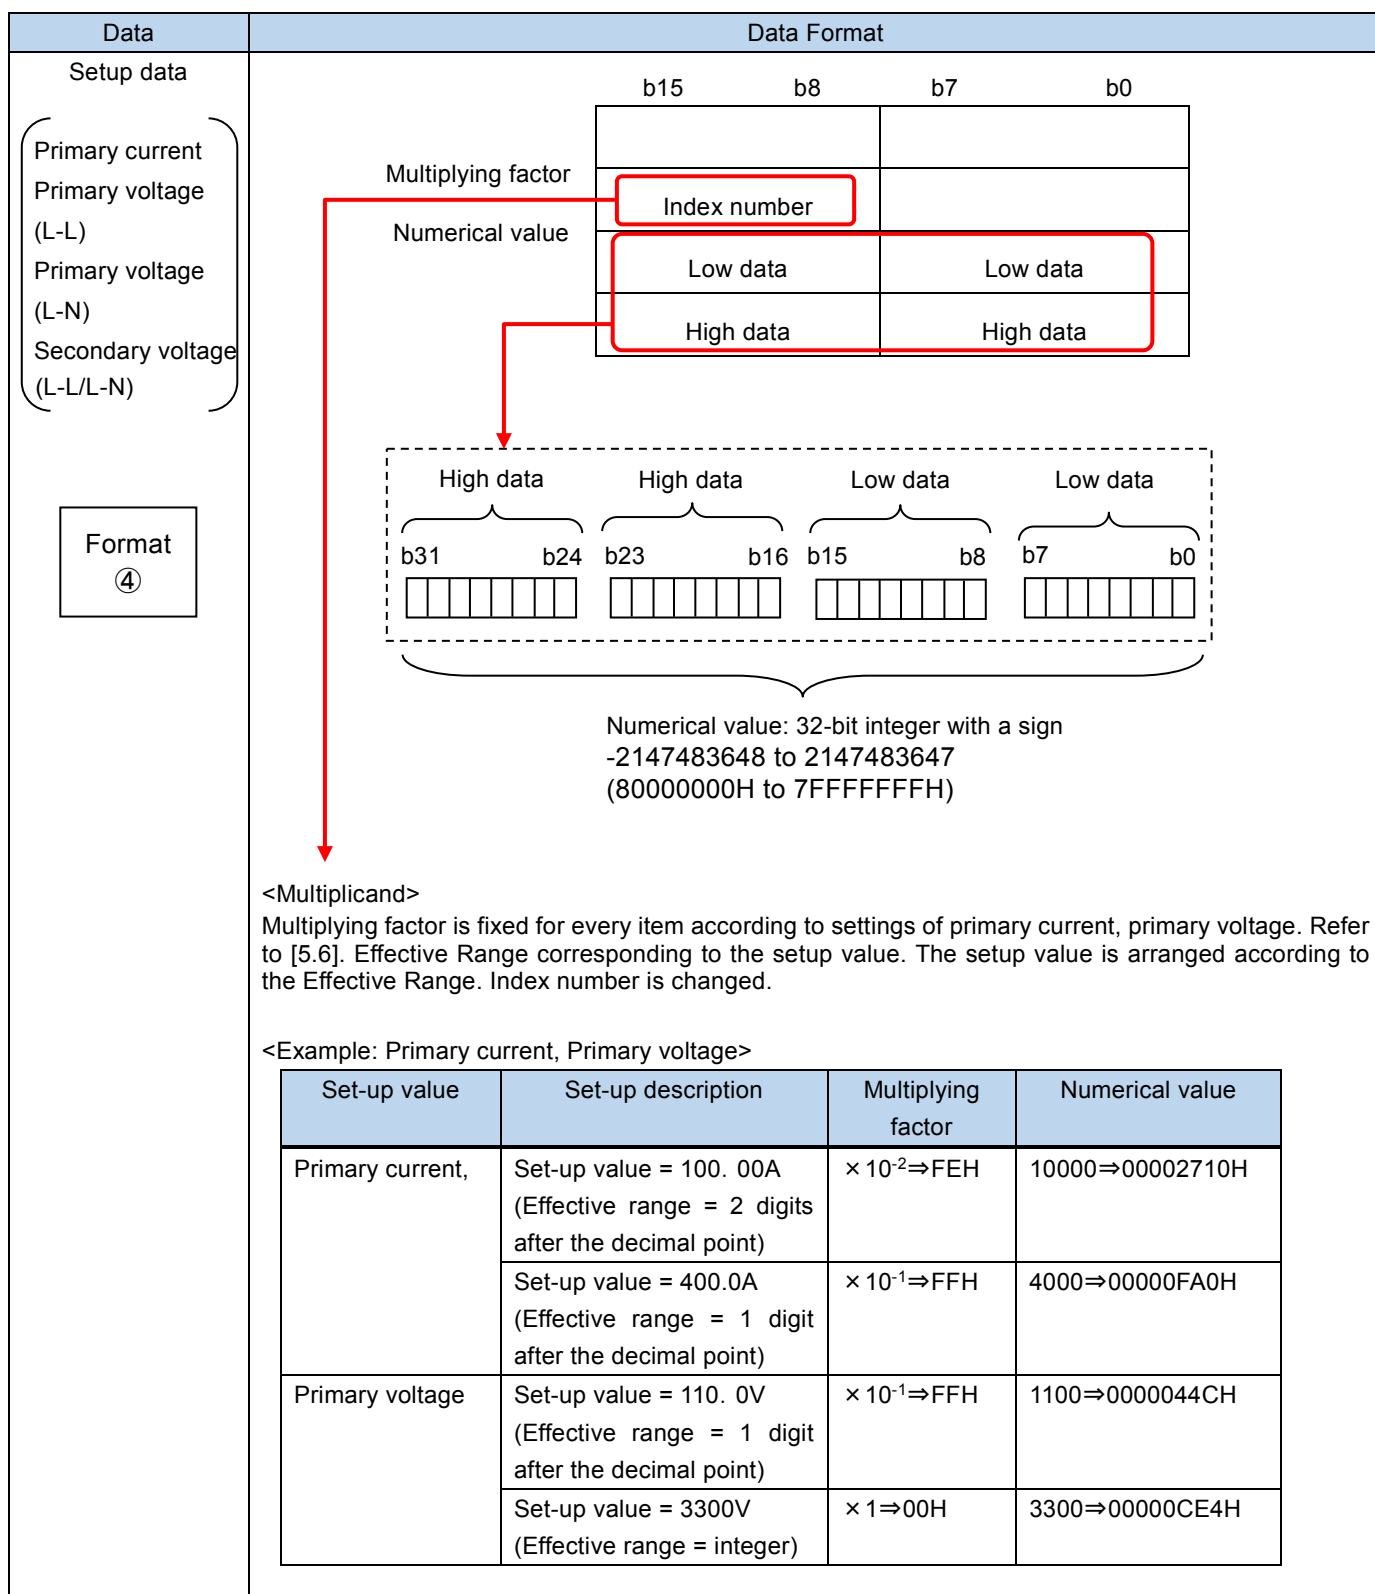 Data Data Format
Setup data
Primary current
Primary voltage
(L-L)
Primary voltage
(L-N)
Secondary voltage
(L-L/L-N)
Format
④
b15 b8 b7 b0
Multiplying factor
Index number
Numerical value
Low data Low data
High data High data
High data High data Low data Low data
b31 b24 b23 b16 b15 b8 b7 b0
Numerical value: 32-bit integer with a sign
-2147483648 to 2147483647
(80000000H to 7FFFFFFFH)
<Multiplicand>
Multiplying factor is fixed for every item according to settings of primary current, primary voltage. Refer
to [5.6]. Effective Range corresponding to the setup value. The setup value is arranged according to
the Effective Range. Index number is changed.
<Example: Primary current, Primary voltage>
Set-up value Set-up description Multiplying factor Numerical value
Primary current, Set-up value = 100. 00A ×10⁻²⇒FEH 10000⇒00002710H
(Effective range = 2 digits
after the decimal point)
Set-up value = 400.0A ×10⁻¹⇒FFH 4000⇒00000FA0H
(Effective range = 1 digit
after the decimal point)
Primary voltage Set-up value = 110. 0V ×10⁻¹⇒FFH 1100⇒0000044CH
(Effective range = 1 digit
after the decimal point)
Set-up value = 3300V ×1⇒00H 3300⇒00000CE4H
(Effective range = integer)